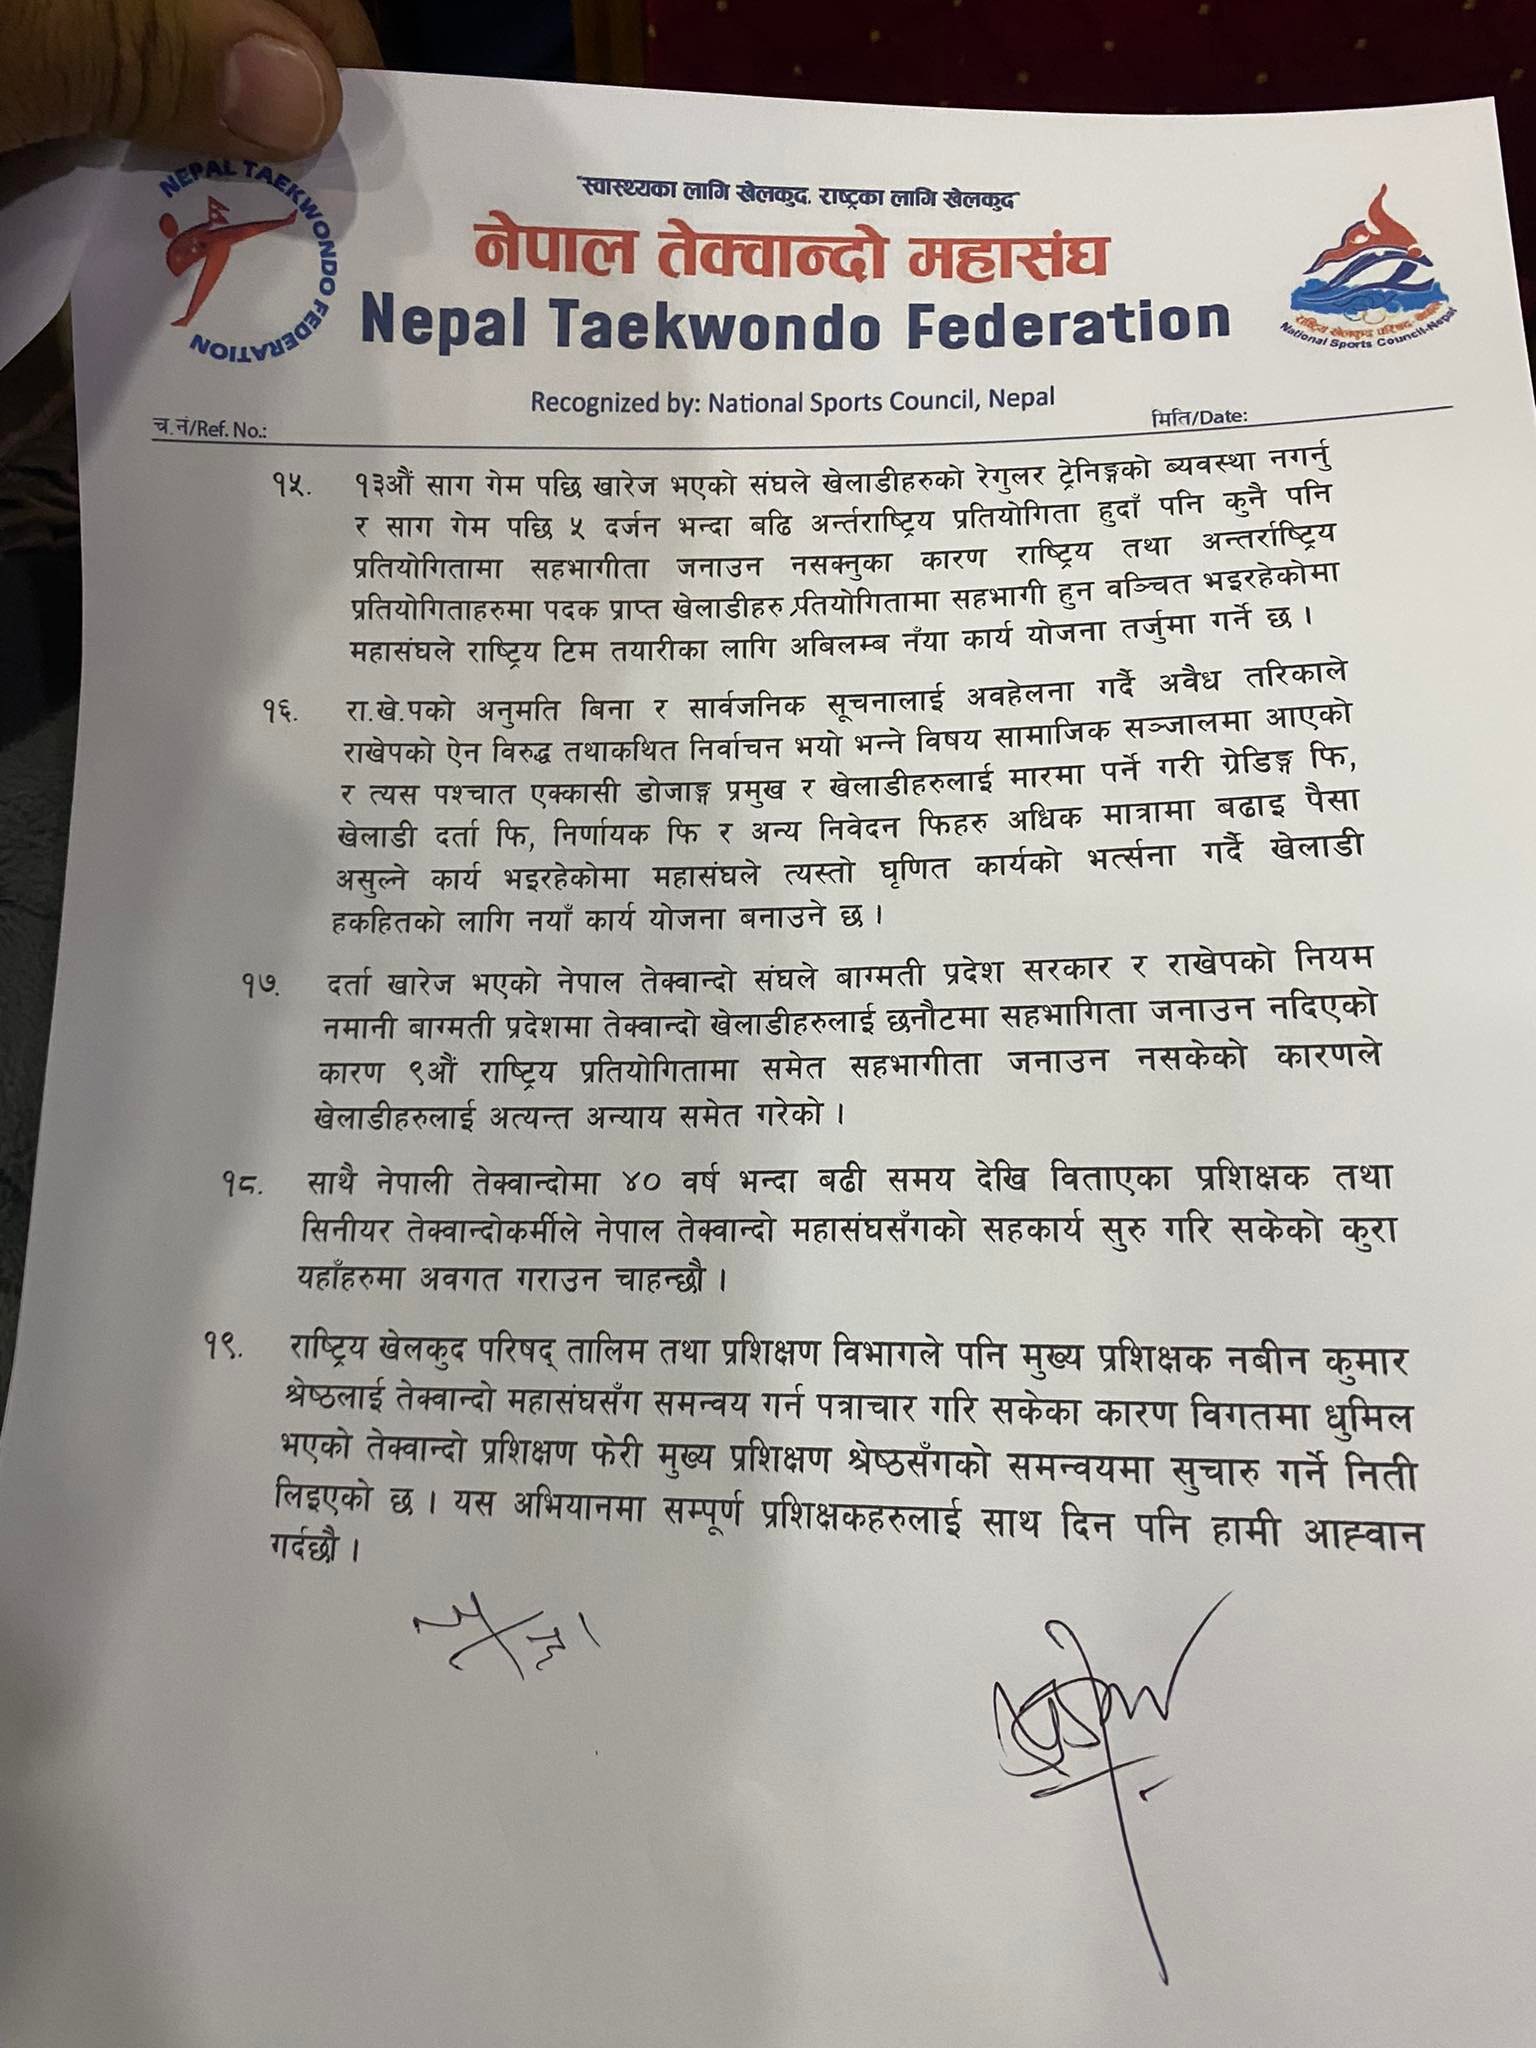 NEPAL TAEKWONDO FEDERATION
"स्वास्थ्यका लागि खेलकुद, राष्ट्रका लागि खेलकुद"
नेपाल तेक्वान्दो महासंघ
Nepal Taekwondo Federation
राष्ट्रिय खेलकुद परिषद
National Sports Council-Nepal
Recognized by: National Sports Council, Nepal
च.नं/Ref. No.: मिति/Date:
१५. १३औं साग गेम पछि खारेज भएको संघले खेलाडीहरुको रेगुलर ट्रेनिङ्गको ब्यवस्था नगर्नु
र साग गेम पछि ५ दर्जन भन्दा बढि अर्न्तराष्ट्रिय प्रतियोगिता हुदाँ पनि कुनै पनि
प्रतियोगितामा सहभागीता जनाउन नसक्नुका कारण राष्ट्रिय तथा अन्तर्राष्ट्रिय
प्रतियोगिताहरुमा पदक प्राप्त खेलाडीहरु प्रतियोगितामा सहभागी हुन वञ्चित भइरहेकोमा
महासंघले राष्ट्रिय टिम तयारीका लागि अबिलम्ब नँया कार्य योजना तर्जुमा गर्ने छ ।
१६. रा.खे.पको अनुमति बिना र सार्वजनिक सूचनालाई अवहेलना गर्दै अवैध तरिकाले
राखेपको ऐन विरुद्ध तथाकथित निर्वाचन भयो भन्ने विषय सामाजिक सञ्जालमा आएको
र त्यस पश्चात एक्कासी डोजाङ्ग प्रमुख र खेलाडीहरुलाई मारमा पर्ने गरी ग्रेडिङ्ग फि,
खेलाडी दर्ता फि, निर्णायक फि र अन्य निवेदन फिहरु अधिक मात्रामा बढाइ पैसा
असुल्ने कार्य भइरहेकोमा महासंघले त्यस्तो घृणित कार्यको भर्त्सना गर्दै खेलाडी
हकहितको लागि नयाँ कार्य योजना बनाउने छ ।
१७. दर्ता खारेज भएको नेपाल तेक्वान्दो संघले बाग्मती प्रदेश सरकार र राखेपको नियम
नमानी बाग्मती प्रदेशमा तेक्वान्दो खेलाडीहरुलाई छनौटमा सहभागिता जनाउन नदिएको
कारण ९औं राष्ट्रिय प्रतियोगितामा समेत सहभागीता जनाउन नसकेको कारणले
खेलाडीहरुलाई अत्यन्त अन्याय समेत गरेको ।
१८. साथै नेपाली तेक्वान्दोमा ४० वर्ष भन्दा बढी समय देखि विताएका प्रशिक्षक तथा
सिनीयर तेक्वान्दोकर्मीले नेपाल तेक्वान्दो महासंघसँगको सहकार्य सुरु गरि सकेको कुरा
यहाँहरुमा अवगत गराउन चाहन्छौ ।
१९. राष्ट्रिय खेलकुद परिषद् तालिम तथा प्रशिक्षण विभागले पनि मुख्य प्रशिक्षक नबीन कुमार
श्रेष्ठलाई तेक्वान्दो महासंघसँग समन्वय गर्न पत्राचार गरि सकेका कारण विगतमा धुमिल
भएको तेक्वान्दो प्रशिक्षण फेरी मुख्य प्रशिक्षण श्रेष्ठसँगको समन्वयमा सुचारु गर्ने निती
लिइएको छ । यस अभियानमा सम्पूर्ण प्रशिक्षकहरुलाई साथ दिन पनि हामी आह्वान
गर्दछौ ।